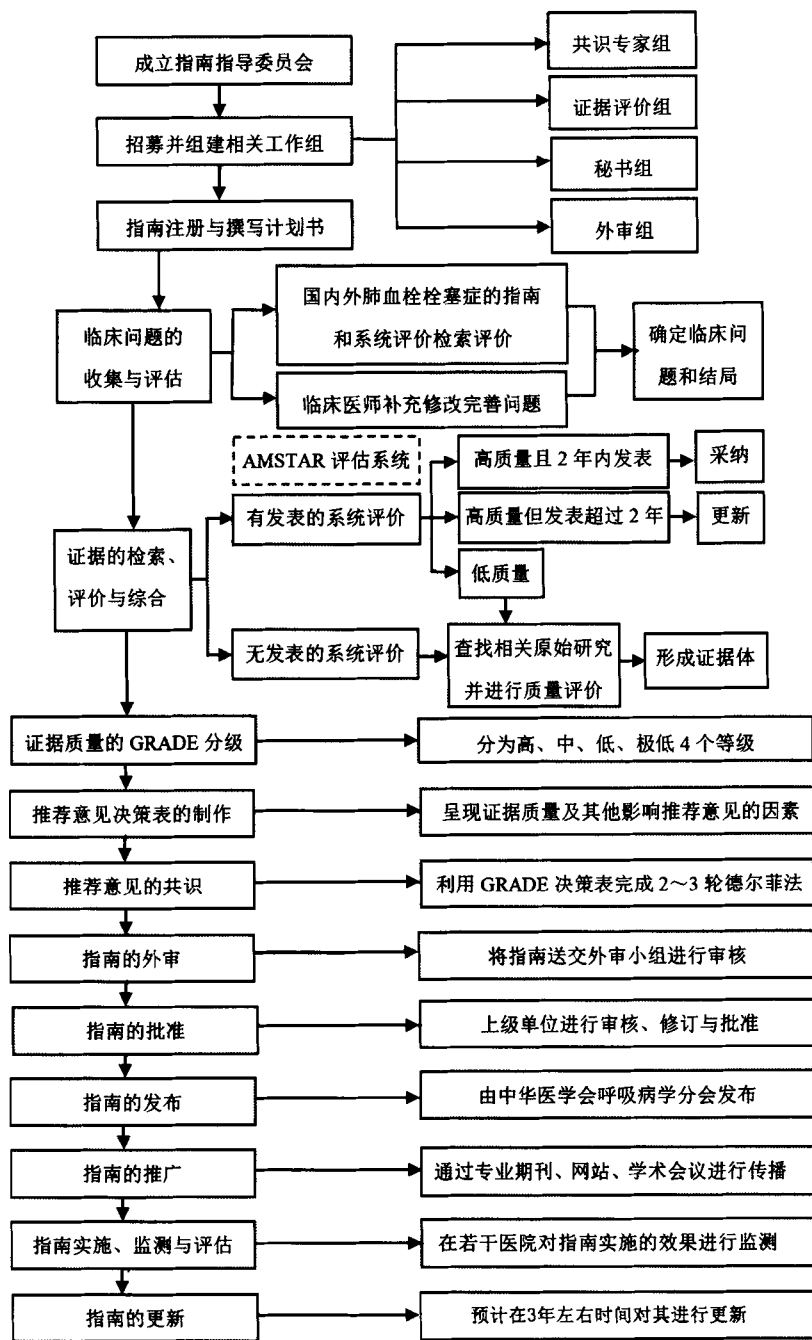 成立指南指导委员会
共识专家组
证据评价组
招募并组建相关工作组
秘书组
外审组
指南注册与撰写计划书
临床问题的
收集与评估
国内外肺血栓栓塞症的指南
和系统评价检索评价
临床医师补充修改完善问题
确定临床问
题和结局
AMSTAR 评估系统
高质量且 2 年内发表
采纳
有发表的系统评价
高质量但发表超过 2 年
更新
证据的检索、
评价与综合
低质量
无发表的系统评价
查找相关原始研究
并进行质量评价
形成证据体
证据质量的 GRADE 分级
分为高、中、低、极低 4 个等级
推荐意见决策表的制作
呈现证据质量及其他影响推荐意见的因素
推荐意见的共识
利用 GRADE 决策表完成 2～3 轮德尔菲法
指南的外审
将指南送交外审小组进行审核
指南的批准
上级单位进行审核、修订与批准
指南的发布
由中华医学会呼吸病学分会发布
指南的推广
通过专业期刊、网站、学术会议进行传播
指南实施、监测与评估
在若干医院对指南实施的效果进行监测
指南的更新
预计在3年左右时间对其进行更新